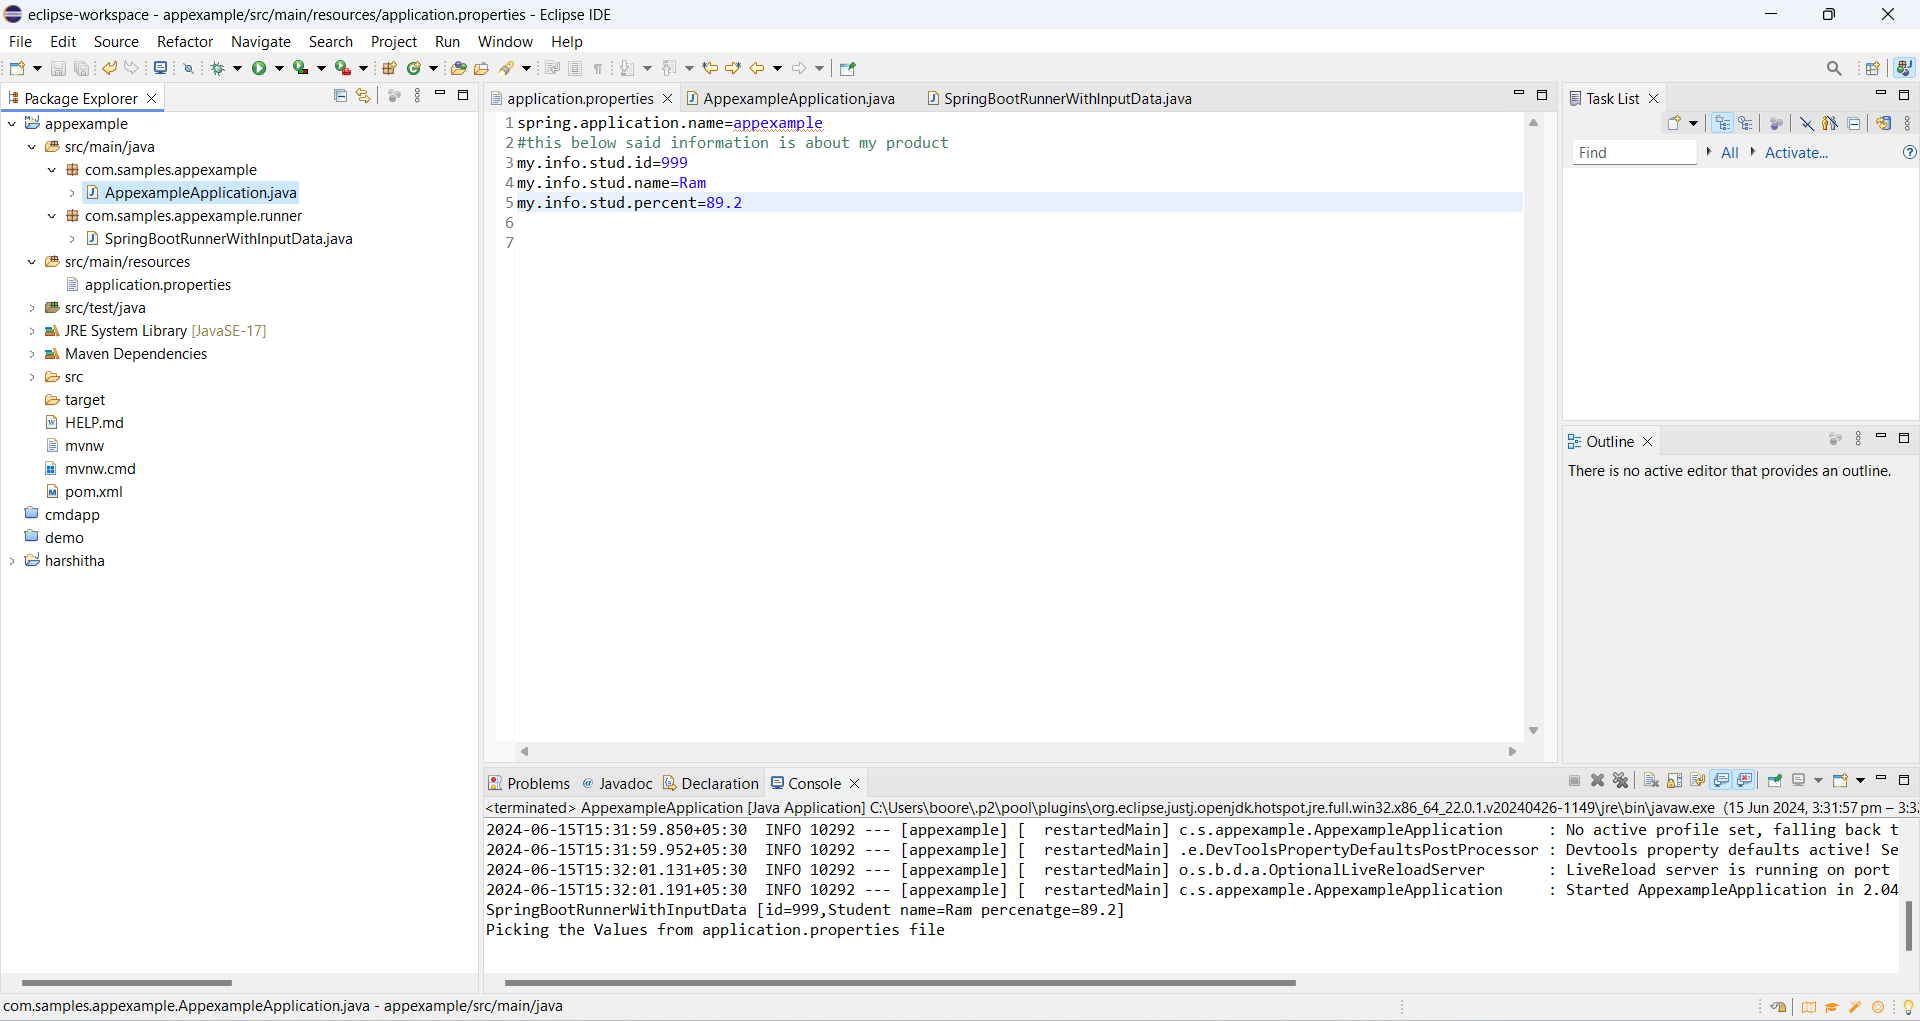 eclipse-workspace - appexample/src/main/resources/application.properties - Eclipse IDE
File Edit Source Refactor Navigate Search Project Run Window Help
Package Explorer
appexample
src/main/java
com.samples.appexample
AppexampleApplication.java
com.samples.appexample.runner
SpringBootRunnerWithInputData.java
src/main/resources
application.properties
src/test/java
JRE System Library [JavaSE-17]
Maven Dependencies
src
target
HELP.md
mvnw
mvnw.cmd
pom.xml
cmdapp
demo
harshitha
application.properties AppexampleApplication.java SpringBootRunnerWithInputData.java
1 spring.application.name=appexample
2 #this below said information is about my product
3 my.info.stud.id=999
4 my.info.stud.name=Ram
5 my.info.stud.percent=89.2
6
7
Task List
Find All Activate...
Outline
There is no active editor that provides an outline.
Problems @ Javadoc Declaration Console
<terminated> AppexampleApplication [Java Application] C:\Users\boore\.p2\pool\plugins\org.eclipse.justj.openjdk.hotspot.jre.full.win32.x86_64_22.0.1.v20240426-1149\jre\bin\javaw.exe (15 Jun 2024, 3:31:57 pm – 3:3
2024-06-15T15:31:59.850+05:30 INFO 10292 --- [appexample] [ restartedMain] c.s.appexample.AppexampleApplication : No active profile set, falling back t
2024-06-15T15:31:59.952+05:30 INFO 10292 --- [appexample] [ restartedMain] .e.DevToolsPropertyDefaultsPostProcessor : Devtools property defaults active! Se
2024-06-15T15:32:01.131+05:30 INFO 10292 --- [appexample] [ restartedMain] o.s.b.d.a.OptionalLiveReloadServer : LiveReload server is running on port
2024-06-15T15:32:01.191+05:30 INFO 10292 --- [appexample] [ restartedMain] c.s.appexample.AppexampleApplication : Started AppexampleApplication in 2.04
SpringBootRunnerWithInputData [id=999,Student name=Ram percenatge=89.2]
Picking the Values from application.properties file
com.samples.appexample.AppexampleApplication.java - appexample/src/main/java